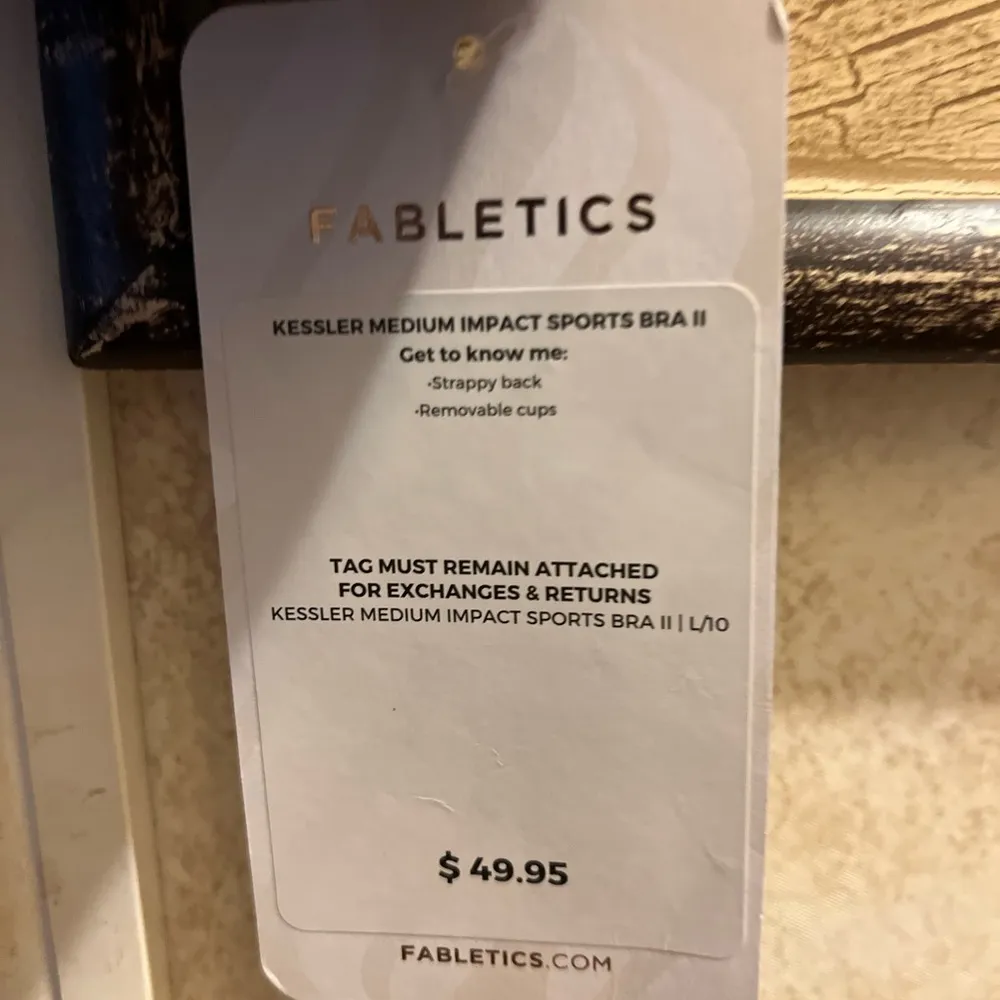 FABLETICS
KESSLER MEDIUM IMPACT SPORTS BRA II
Get to know me:
•Strappy back
•Removable cups
TAG MUST REMAIN ATTACHED
FOR EXCHANGES & RETURNS
KESSLER MEDIUM IMPACT SPORTS BRA II | L/10
$ 49.95
FABLETICS.COM